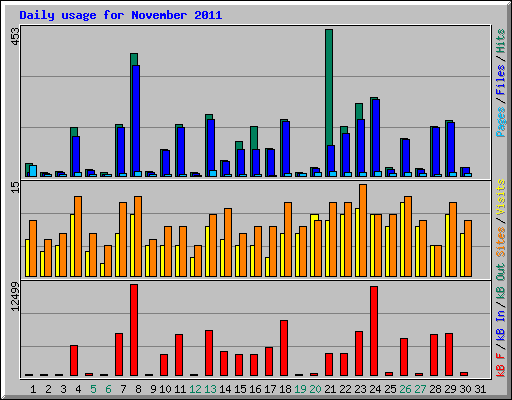 Daily usage for November 2011
453
Pages / Files / Hits
15
Sites / Visits
12499
kB F / kB In / kB Out
1 2 3 4 5 6 7 8 9 10 11 12 13 14 15 16 17 18 19 20 21 22 23 24 25 26 27 28 29 30 31